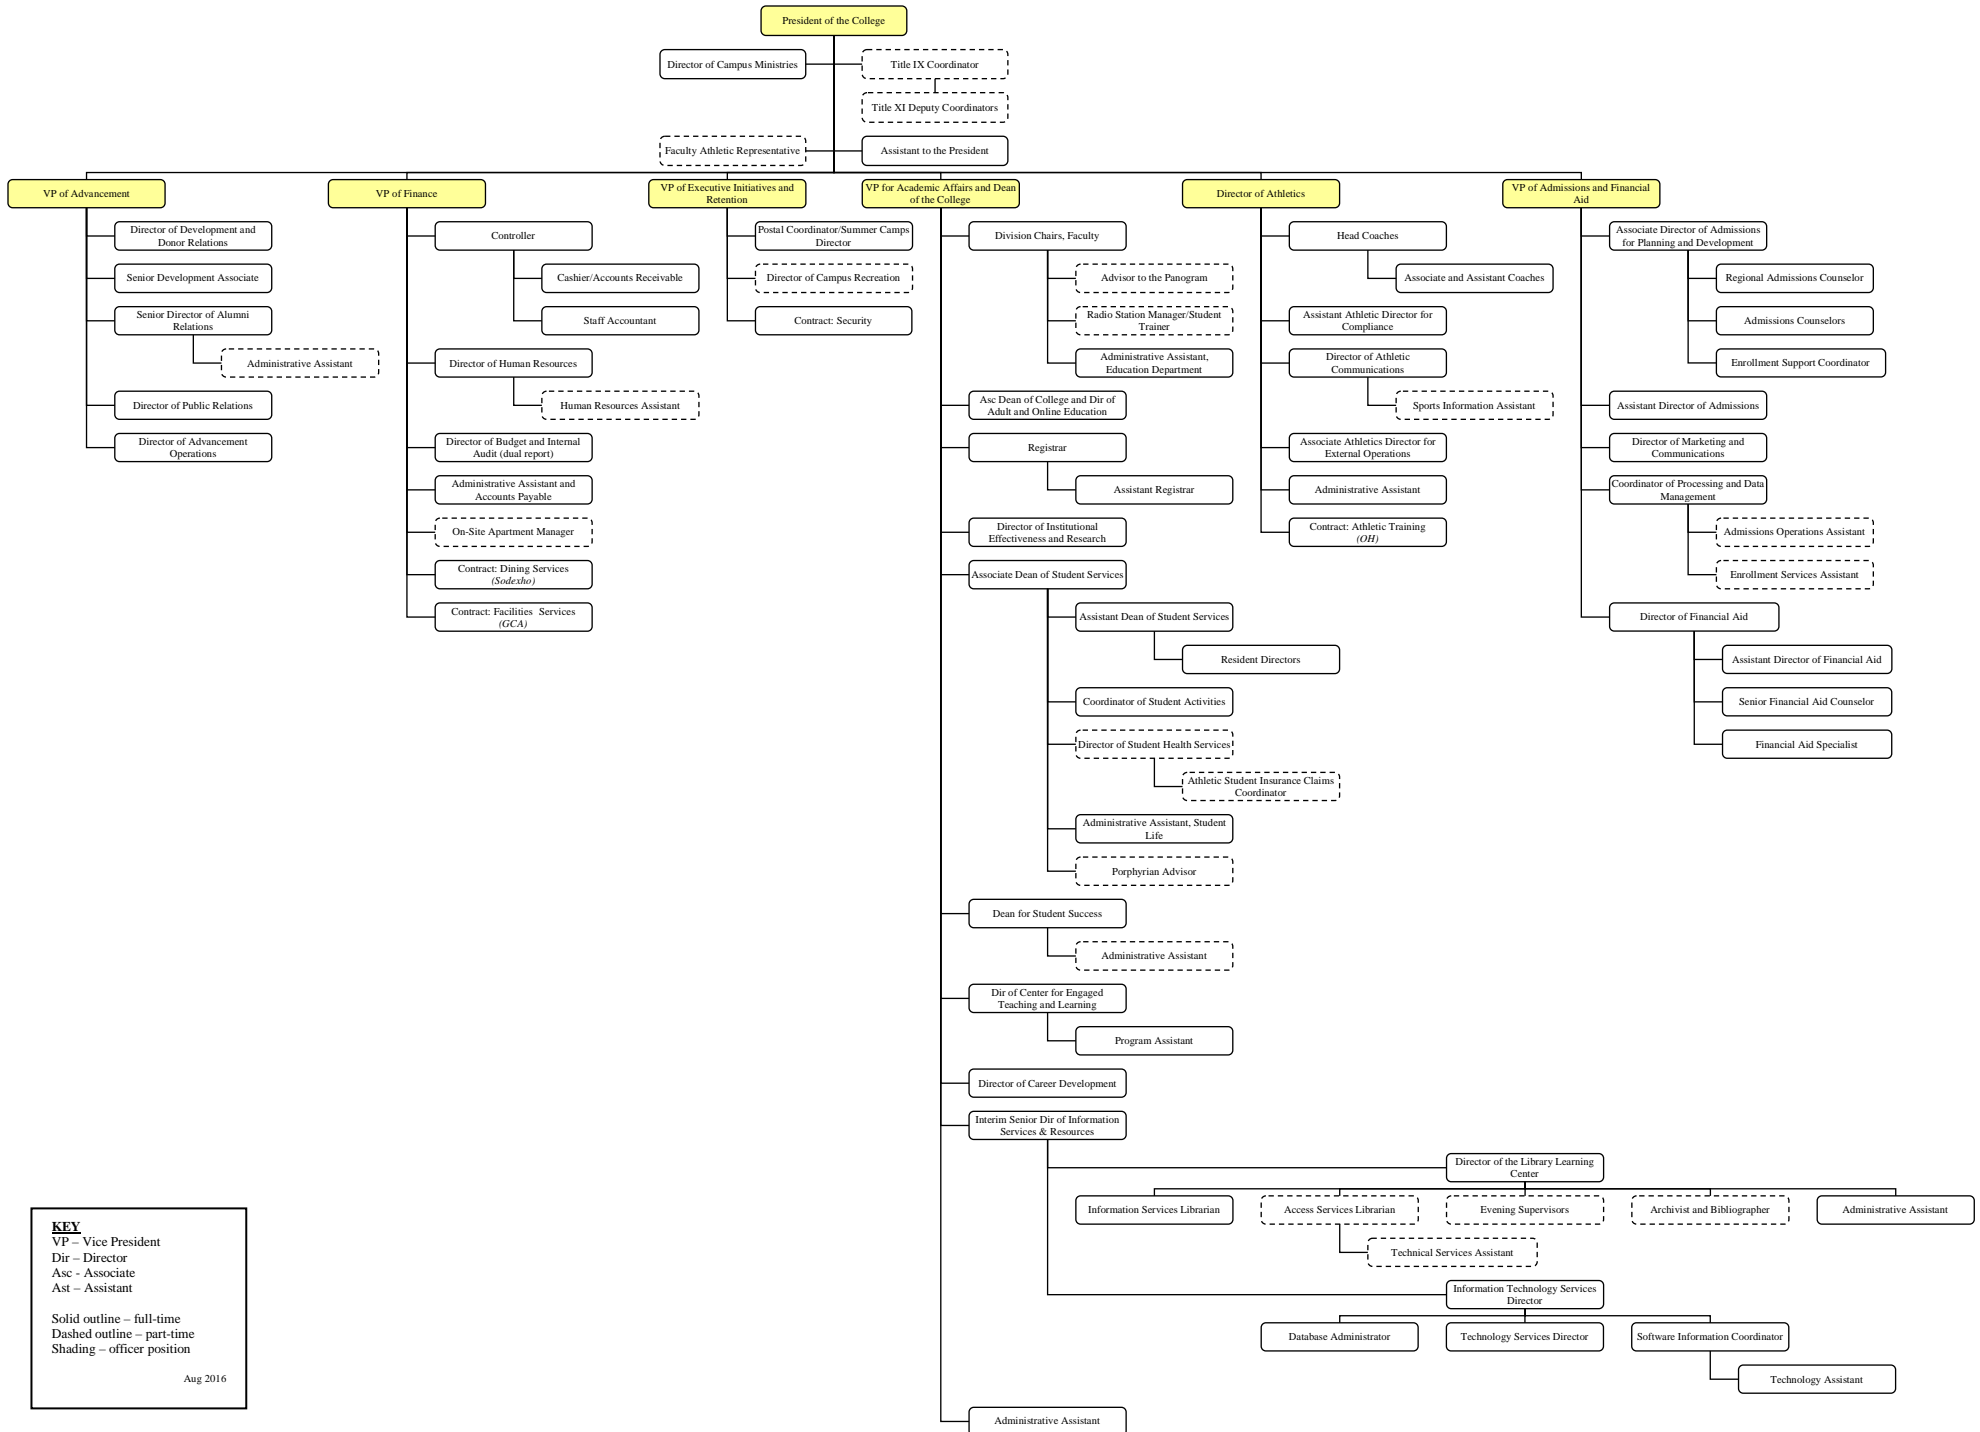 President of the College
Director of Campus Ministries
Title IX Coordinator
Title XI Deputy Coordinators
Faculty Athletic Representative
Assistant to the President
VP of Advancement
Director of Development and
Donor Relations
Senior Development Associate
Senior Director of Alumni
Relations
Administrative Assistant
Director of Public Relations
Director of Advancement
Operations
VP of Finance
Controller
Cashier/Accounts Receivable
Staff Accountant
Director of Human Resources
Human Resources Assistant
Director of Budget and Internal
Audit (dual report)
Administrative Assistant and
Accounts Payable
On-Site Apartment Manager
Contract: Dining Services
(Sodexho)
Contract: Facilities Services
(GCA)
VP of Executive Initiatives and
Retention
Postal Coordinator/Summer Camps
Director
Director of Campus Recreation
Contract: Security
VP for Academic Affairs and Dean
of the College
Division Chairs, Faculty
Advisor to the Panogram
Radio Station Manager/Student
Trainer
Administrative Assistant,
Education Department
Asc Dean of College and Dir of
Adult and Online Education
Registrar
Assistant Registrar
Director of Institutional
Effectiveness and Research
Associate Dean of Student Services
Assistant Dean of Student Services
Resident Directors
Coordinator of Student Activities
Director of Student Health Services
Athletic Student Insurance Claims
Coordinator
Administrative Assistant, Student
Life
Porphyrian Advisor
Dean for Student Success
Administrative Assistant
Dir of Center for Engaged
Teaching and Learning
Program Assistant
Director of Career Development
Interim Senior Dir of Information
Services & Resources
Director of the Library Learning
Center
Information Services Librarian
Access Services Librarian
Evening Supervisors
Archivist and Bibliographer
Administrative Assistant
Technical Services Assistant
Information Technology Services
Director
Database Administrator
Technology Services Director
Software Information Coordinator
Technology Assistant
Administrative Assistant
Director of Athletics
Head Coaches
Associate and Assistant Coaches
Assistant Athletic Director for
Compliance
Director of Athletic
Communications
Sports Information Assistant
Associate Athletics Director for
External Operations
Administrative Assistant
Contract: Athletic Training
(OH)
VP of Admissions and Financial
Aid
Associate Director of Admissions
for Planning and Development
Regional Admissions Counselor
Admissions Counselors
Enrollment Support Coordinator
Assistant Director of Admissions
Director of Marketing and
Communications
Coordinator of Processing and Data
Management
Admissions Operations Assistant
Enrollment Services Assistant
Director of Financial Aid
Assistant Director of Financial Aid
Senior Financial Aid Counselor
Financial Aid Specialist
KEY
VP – Vice President
Dir – Director
Asc - Associate
Ast – Assistant
Solid outline – full-time
Dashed outline – part-time
Shading – officer position
Aug 2016